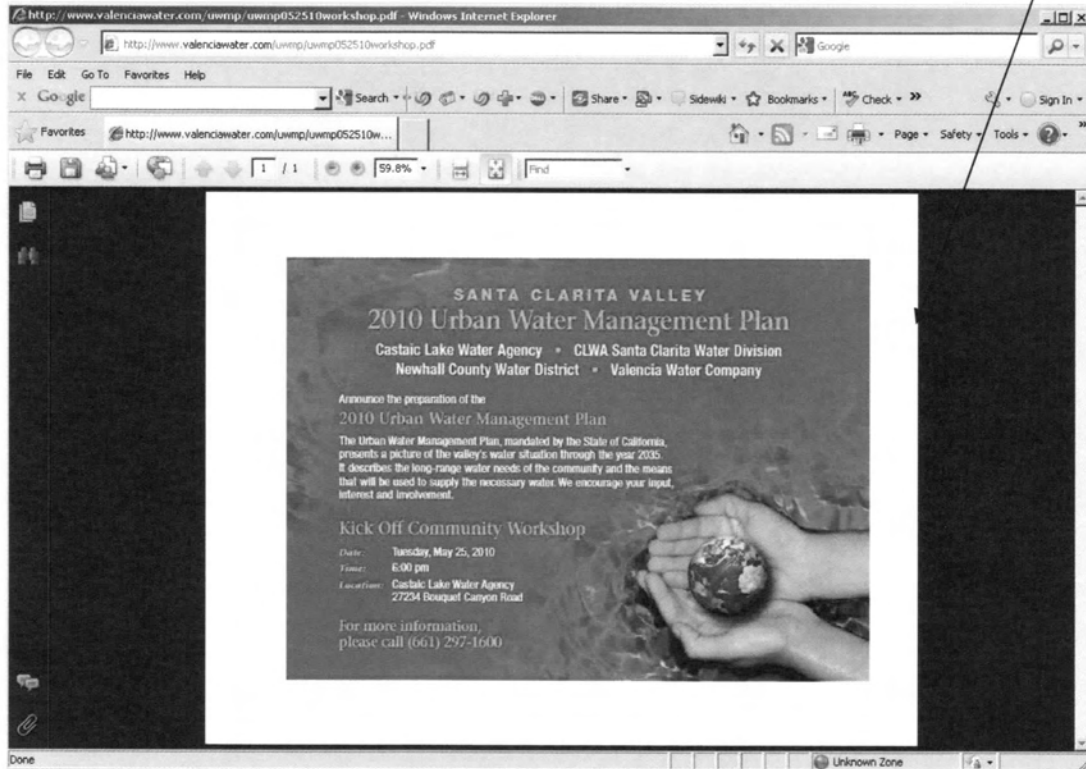 http://www.valenciawater.com/uwmp/uwmp052510workshop.pdf - Windows Internet Explorer
http://www.valenciawater.com/uwmp/uwmp052510workshop.pdf
Google
File Edit Go To Favorites Help
x Google Search Share Sidewiki Bookmarks Check >> Sign In
Favorites http://www.valenciawater.com/uwmp/uwmp052510w... Page Safety Tools >>
1 / 1 59.8% Find
SANTA CLARITA VALLEY
2010 Urban Water Management Plan
Castaic Lake Water Agency • CLWA Santa Clarita Water Division
Newhall County Water District • Valencia Water Company
Announce the preparation of the
2010 Urban Water Management Plan
The Urban Water Management Plan, mandated by the State of California,
presents a picture of the valley's water situation through the year 2035.
It describes the long-range water needs of the community and the means
that will be used to supply the necessary water. We encourage your input,
interest and involvement.
Kick Off Community Workshop
Date: Tuesday, May 25, 2010
Time: 6:00 pm
Location: Castaic Lake Water Agency
27234 Bouquet Canyon Road
For more information,
please call (661) 297-1600
Done Unknown Zone